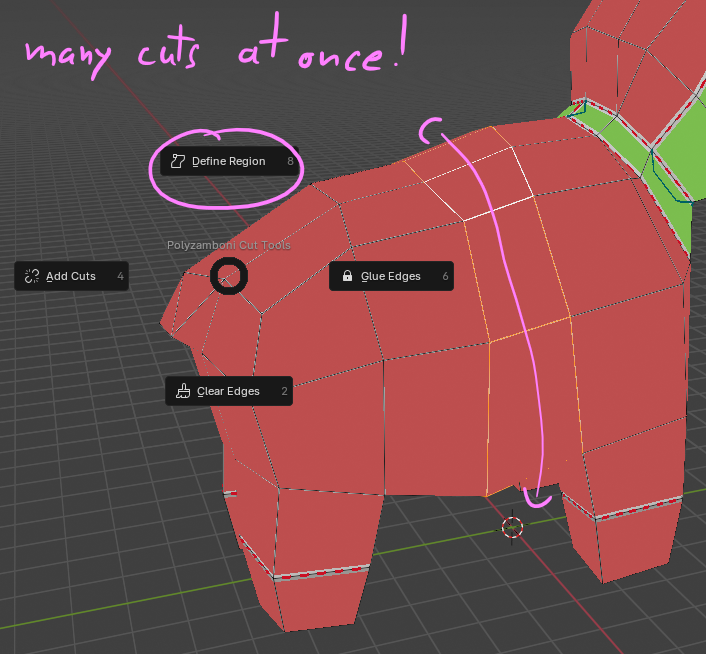 many cuts at once!
Define Region 8
Polyzamboni Cut Tools
Add Cuts 4
Glue Edges 6
Clear Edges 2